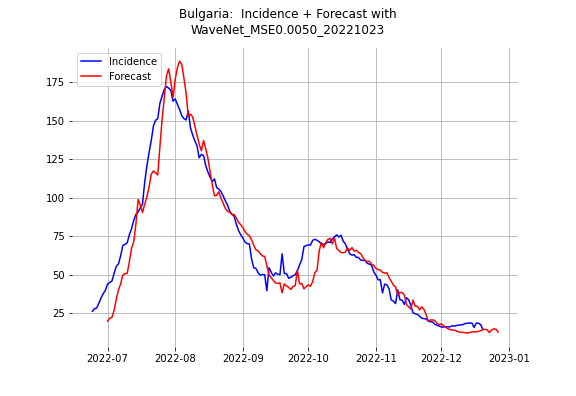 Bulgaria:  Incidence + Forecast with
WaveNet_MSE0.0050_20221023
Incidence
Forecast
175
150
125
100
75
50
25
2022-07 2022-08 2022-09 2022-10 2022-11 2022-12 2023-01